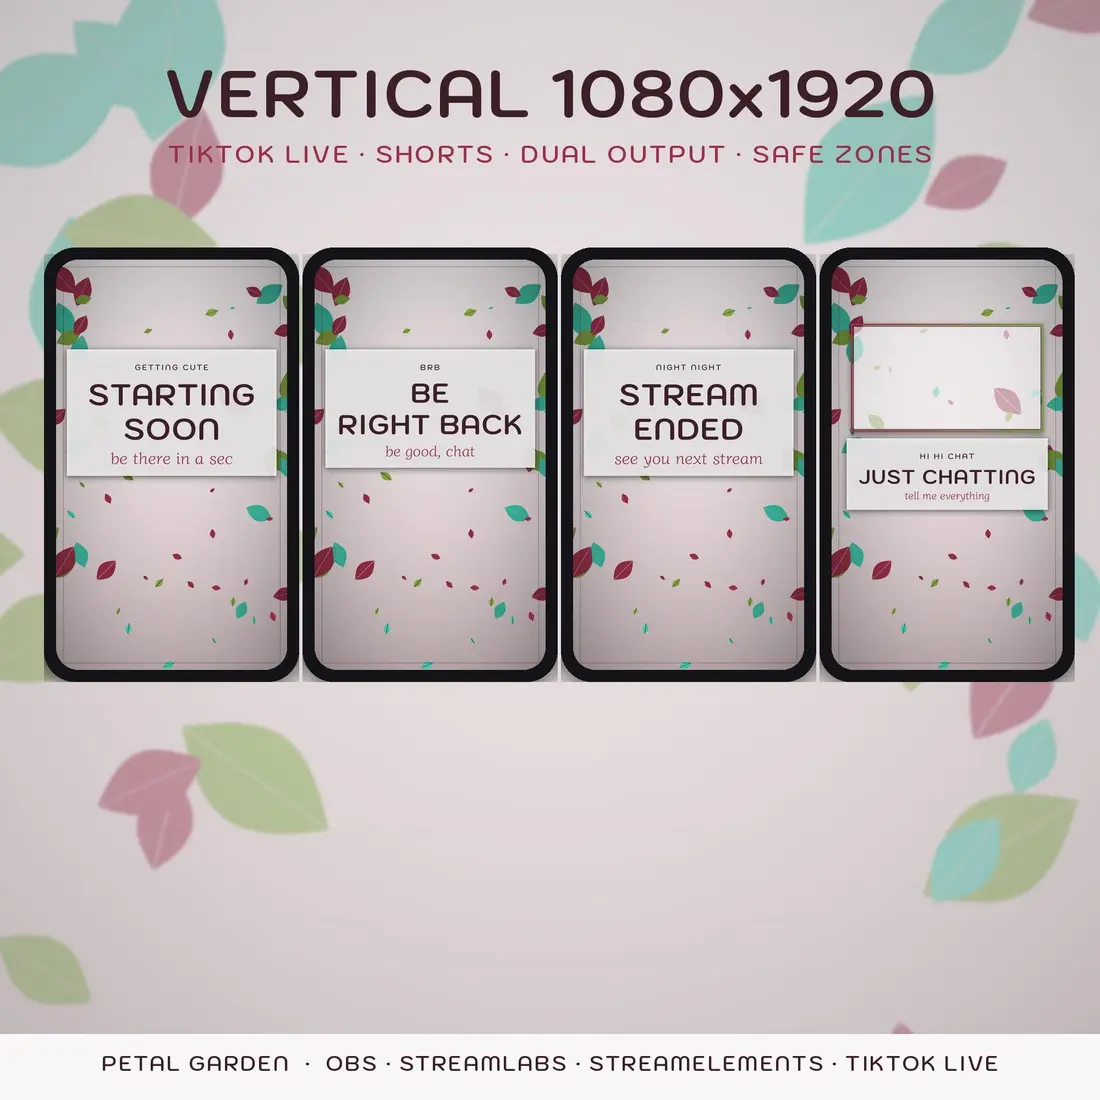 VERTICAL 1080x1920
TIKTOK LIVE · SHORTS · DUAL OUTPUT · SAFE ZONES
GETTING CUTE
STARTING
SOON
be there in a sec
BRB
BE
RIGHT BACK
be good, chat
NIGHT NIGHT
STREAM
ENDED
see you next stream
HI HI CHAT
JUST CHATTING
tell me everything
PETAL GARDEN · OBS · STREAMLABS · STREAMELEMENTS · TIKTOK LIVE